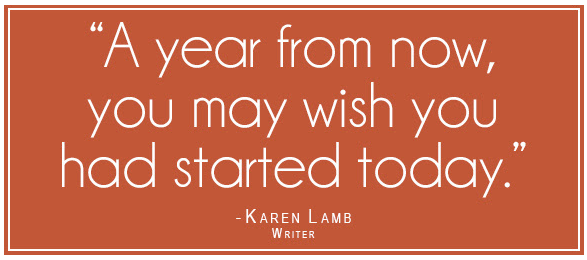 “A year from now,
you may wish you
had started today.”
-Karen Lamb
Writer